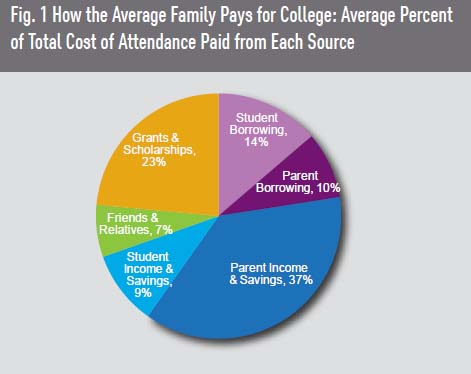 Fig. 1 How the Average Family Pays for College: Average Percent
of Total Cost of Attendance Paid from Each Source
Student
Borrowing,
14%
Parent
Borrowing, 10%
Parent Income
& Savings, 37%
Student
Income &
Savings,
9%
Friends &
Relatives, 7%
Grants &
Scholarships,
23%